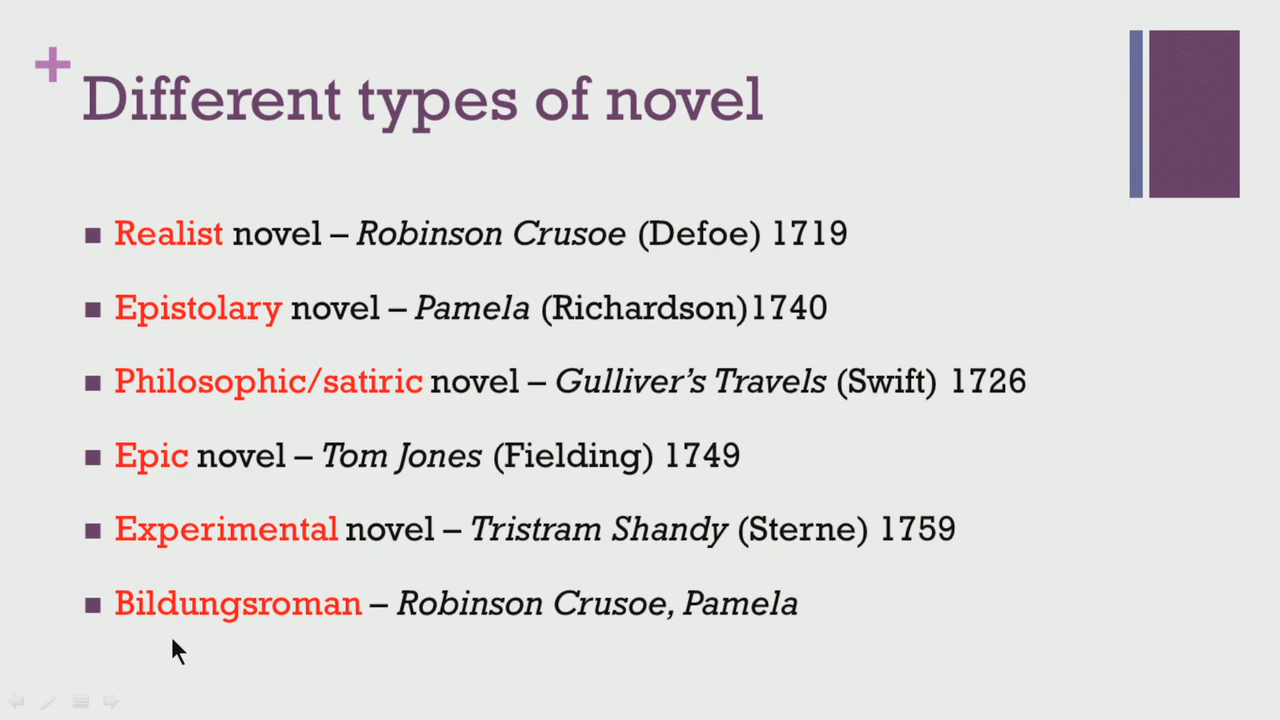 Different types of novel
Realist novel – Robinson Crusoe (Defoe) 1719
Epistolary novel – Pamela (Richardson)1740
Philosophic/satiric novel – Gulliver’s Travels (Swift) 1726
Epic novel – Tom Jones (Fielding) 1749
Experimental novel – Tristram Shandy (Sterne) 1759
Bildungsroman – Robinson Crusoe, Pamela